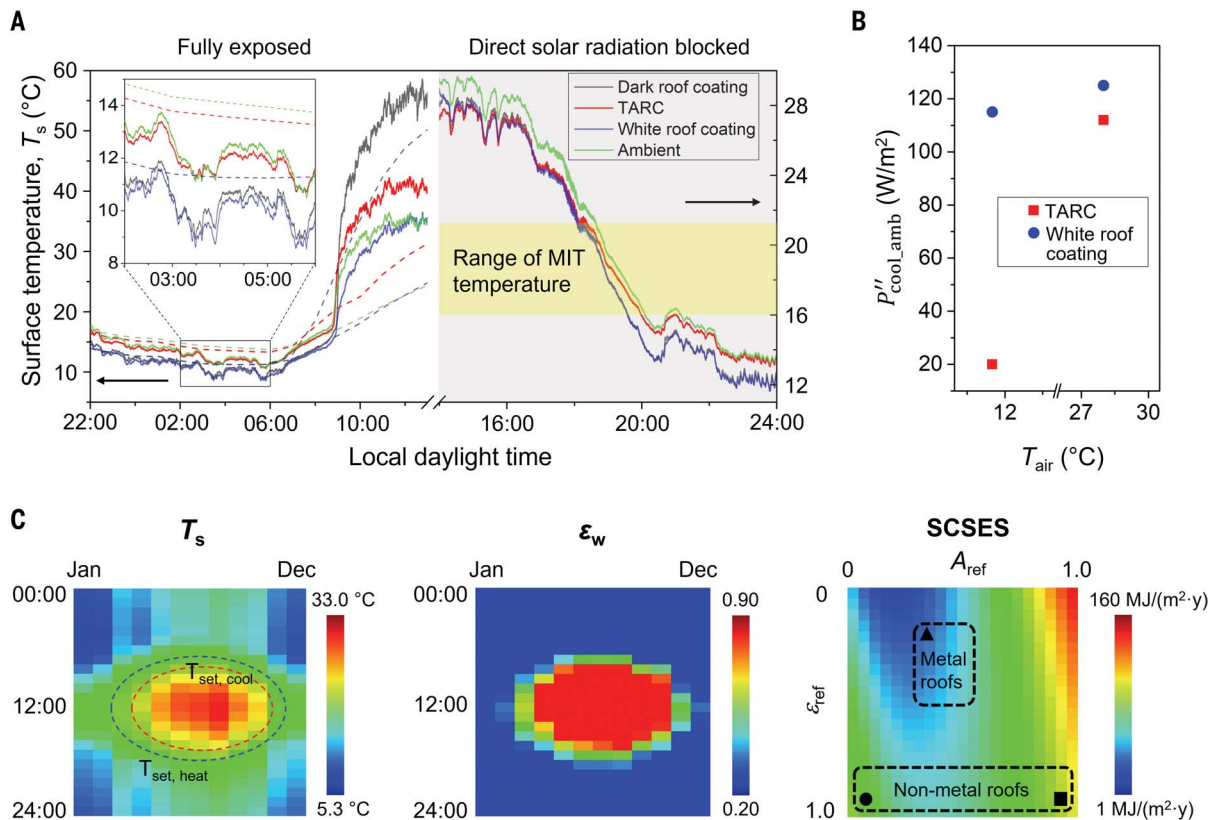 A
Fully exposed
Direct solar radiation blocked
Surface temperature, Tₛ (°C)
60
50
40
30
20
10
14
12
10
8
03:00
05:00
Dark roof coating
TARC
White roof coating
Ambient
28
24
20
16
12
Range of MIT
temperature
22:00
02:00
06:00
10:00
16:00
20:00
24:00
Local daylight time
B
P″cool_amb (W/m²)
140
120
100
80
60
40
20
TARC
White roof
coating
12
27
30
Tair (°C)
C
Tₛ
Jan
Dec
00:00
12:00
24:00
Tset, cool
Tset, heat
33.0 °C
5.3 °C
εw
Jan
Dec
00:00
12:00
24:00
0.90
0.20
SCSES
0
Aref
1.0
0
εref
1.0
Metal
roofs
Non-metal roofs
160 MJ/(m²·y)
1 MJ/(m²·y)